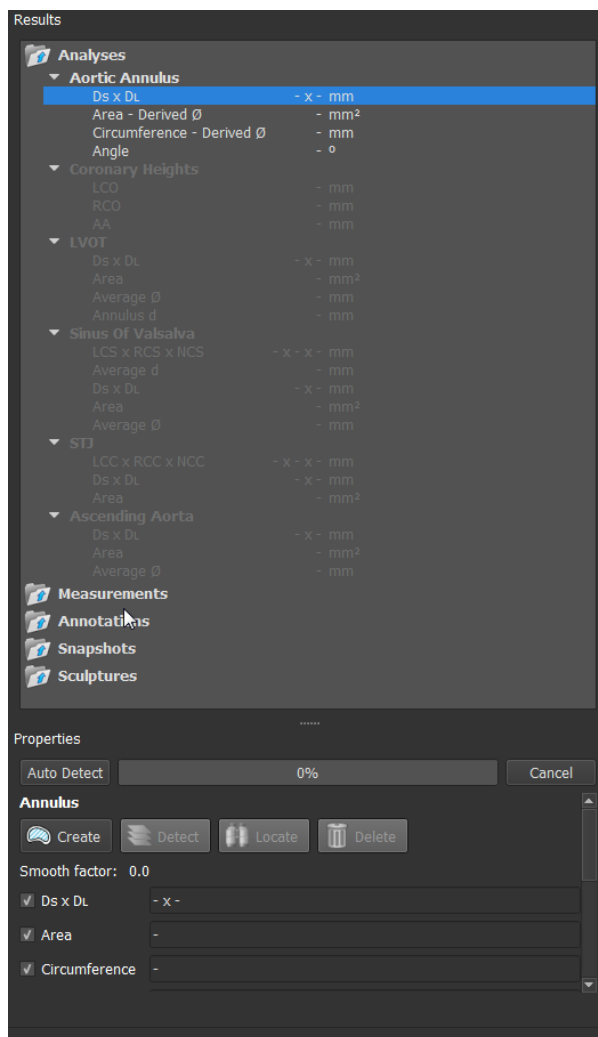 Results
Analyses
Aortic Annulus
Ds x DL - x - mm
Area - Derived Ø - mm²
Circumference - Derived Ø - mm
Angle - º
Coronary Heights
LCO - mm
RCO - mm
AA - mm
LVOT
Ds x DL - x - mm
Area - mm²
Average Ø - mm
Annulus d - mm
Sinus Of Valsalva
LCS x RCS x NCS - x - x - mm
Average d - mm
Ds x DL - x - mm
Area - mm²
Average Ø - mm
STJ
LCC x RCC x NCC - x - x - mm
Ds x DL - x - mm
Area - mm²
Ascending Aorta
Ds x DL - x - mm
Area - mm²
Average Ø - mm
Measurements
Annotations
Snapshots
Sculptures
Properties
Auto Detect 0% Cancel
Annulus
Create Detect Locate Delete
Smooth factor: 0.0
Ds x DL - x -
Area -
Circumference -